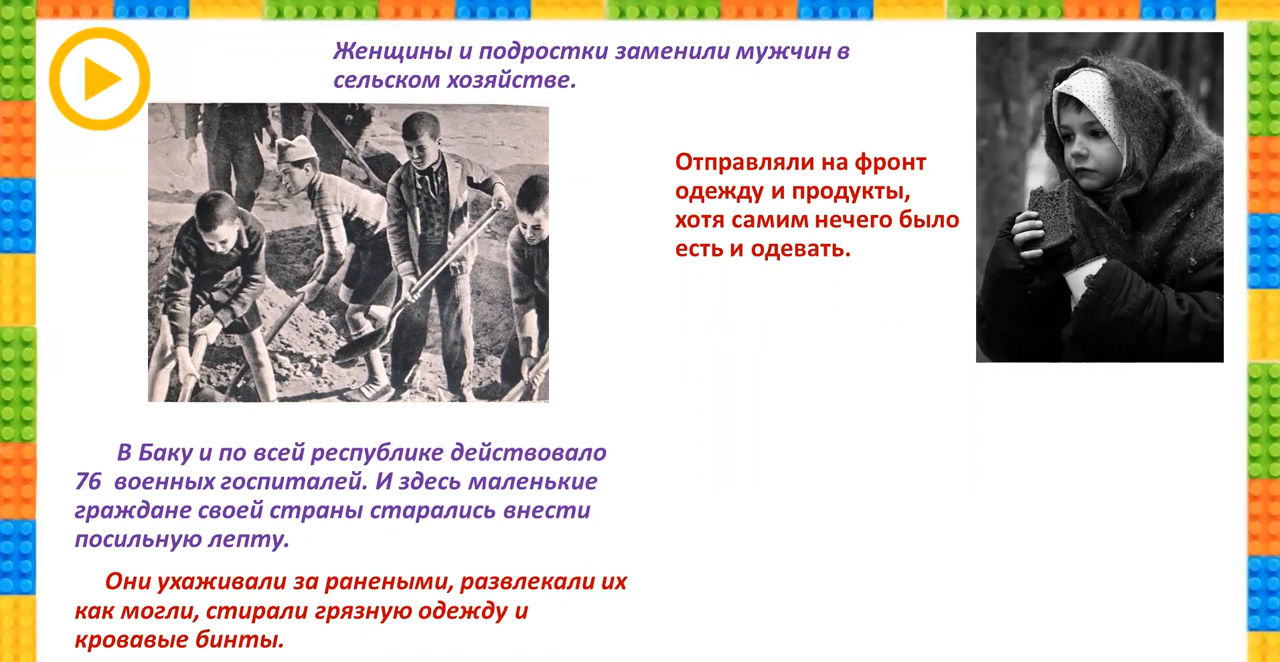 Женщины и подростки заменили мужчин в
сельском хозяйстве.
Отправляли на фронт
одежду и продукты,
хотя самим нечего было
есть и одевать.
В Баку и по всей республике действовало
76 военных госпиталей. И здесь маленькие
граждане своей страны старались внести
посильную лепту.
Они ухаживали за ранеными, развлекали их
как могли, стирали грязную одежду и
кровавые бинты.